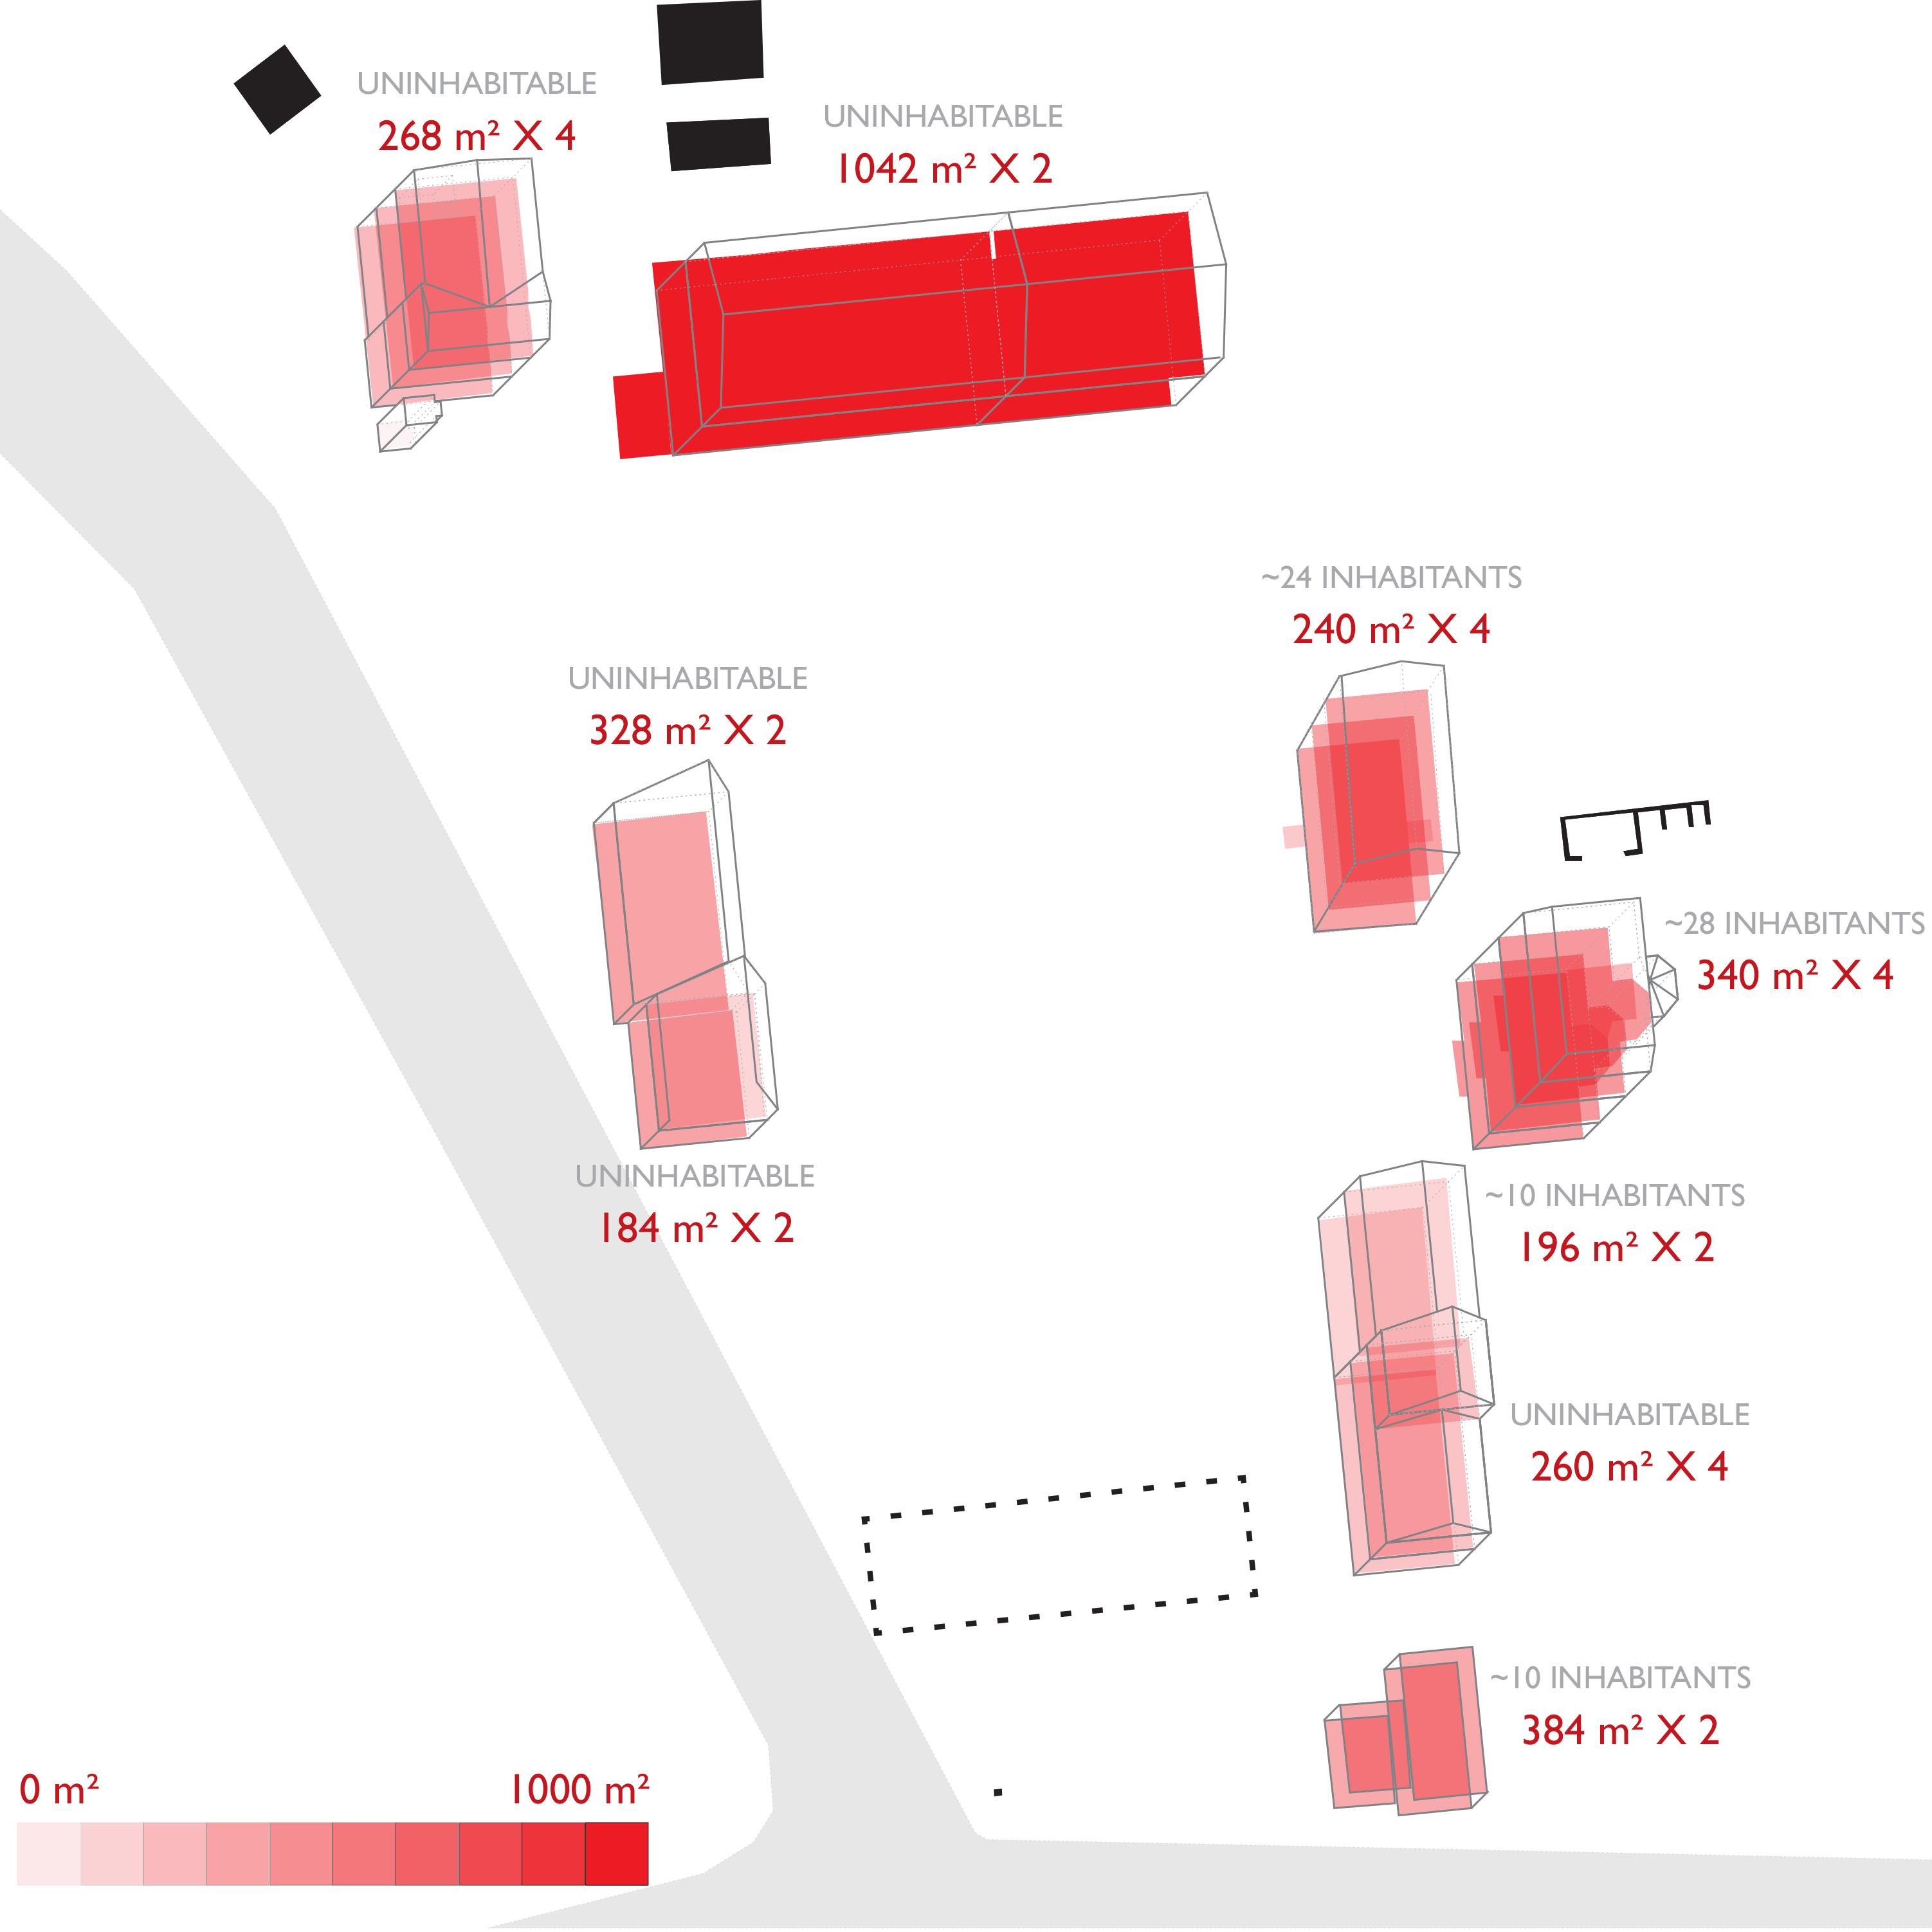 UNINHABITABLE
268 m² X 4
UNINHABITABLE
1042 m² X 2
~24 INHABITANTS
240 m² X 4
UNINHABITABLE
328 m² X 2
~28 INHABITANTS
340 m² X 4
UNINHABITABLE
184 m² X 2
~10 INHABITANTS
196 m² X 2
UNINHABITABLE
260 m² X 4
~10 INHABITANTS
384 m² X 2
0 m²
1000 m²